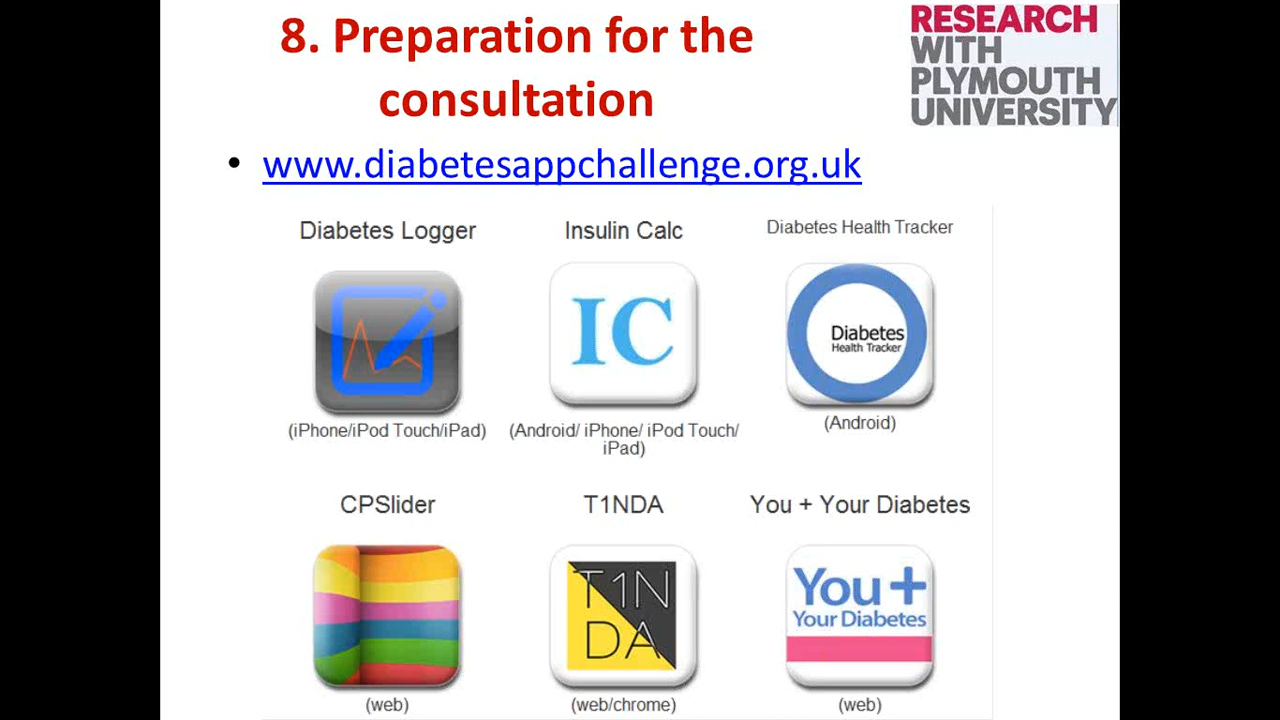 8. Preparation for the
consultation
RESEARCH
WITH
PLYMOUTH
UNIVERSITY
• www.diabetesappchallenge.org.uk
Diabetes Logger
Insulin Calc
Diabetes Health Tracker
IC
Diabetes
Health Tracker
(iPhone/iPod Touch/iPad)
(Android/ iPhone/ iPod Touch/
iPad)
(Android)
CPSlider
T1NDA
You + Your Diabetes
T1N
DA
You+
Your Diabetes
(web)
(web/chrome)
(web)